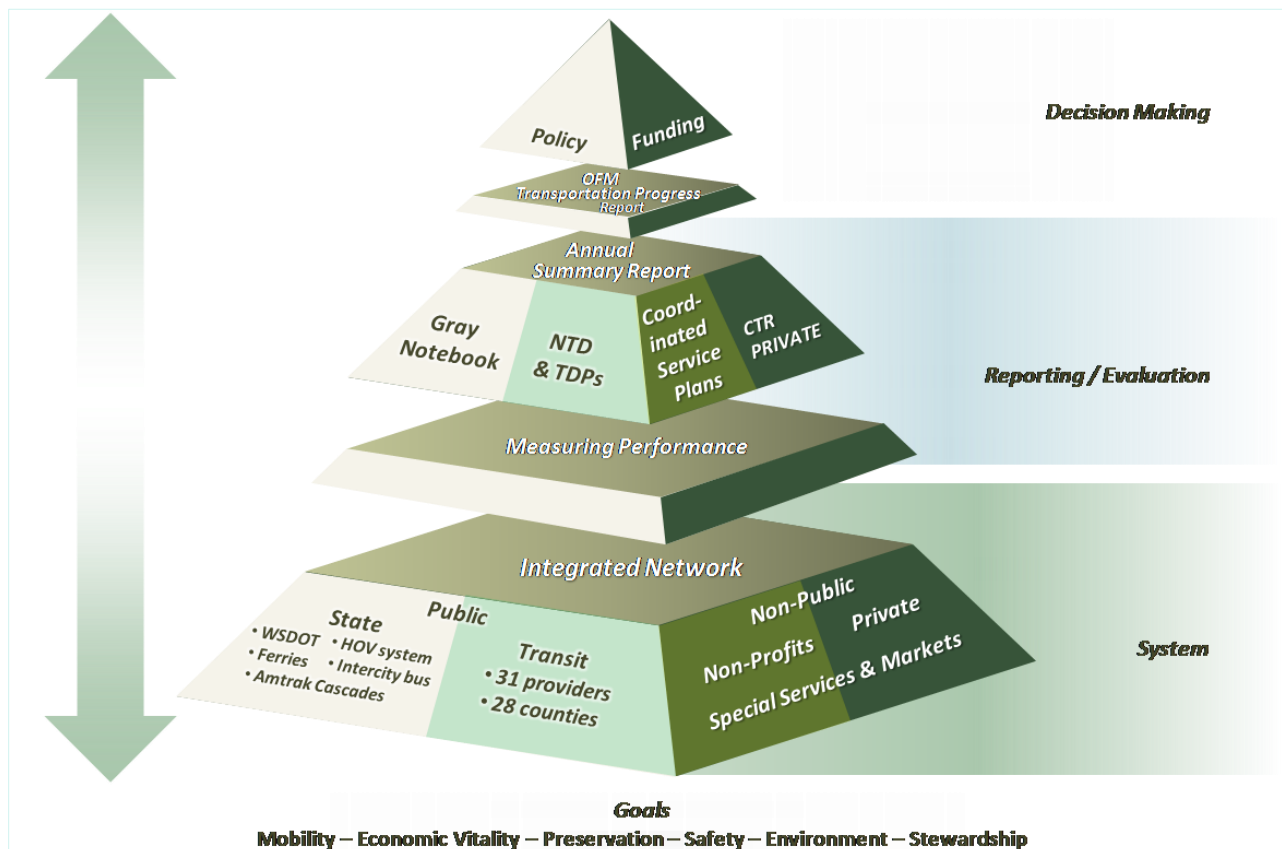 Policy
Funding
Decision Making
OFM
Transportation Progress
Report
Annual
Summary Report
Gray
Notebook
NTD
& TDPs
Coord-
inated
Service
Plans
CTR
PRIVATE
Reporting / Evaluation
Measuring Performance
Integrated Network
Public
State
• WSDOT
• Ferries
• Amtrak Cascades
• HOV system
• Intercity bus
Transit
• 31 providers
• 28 counties
Non-Public
Non-Profits
Private
Special Services & Markets
System
Goals
Mobility – Economic Vitality – Preservation – Safety – Environment – Stewardship